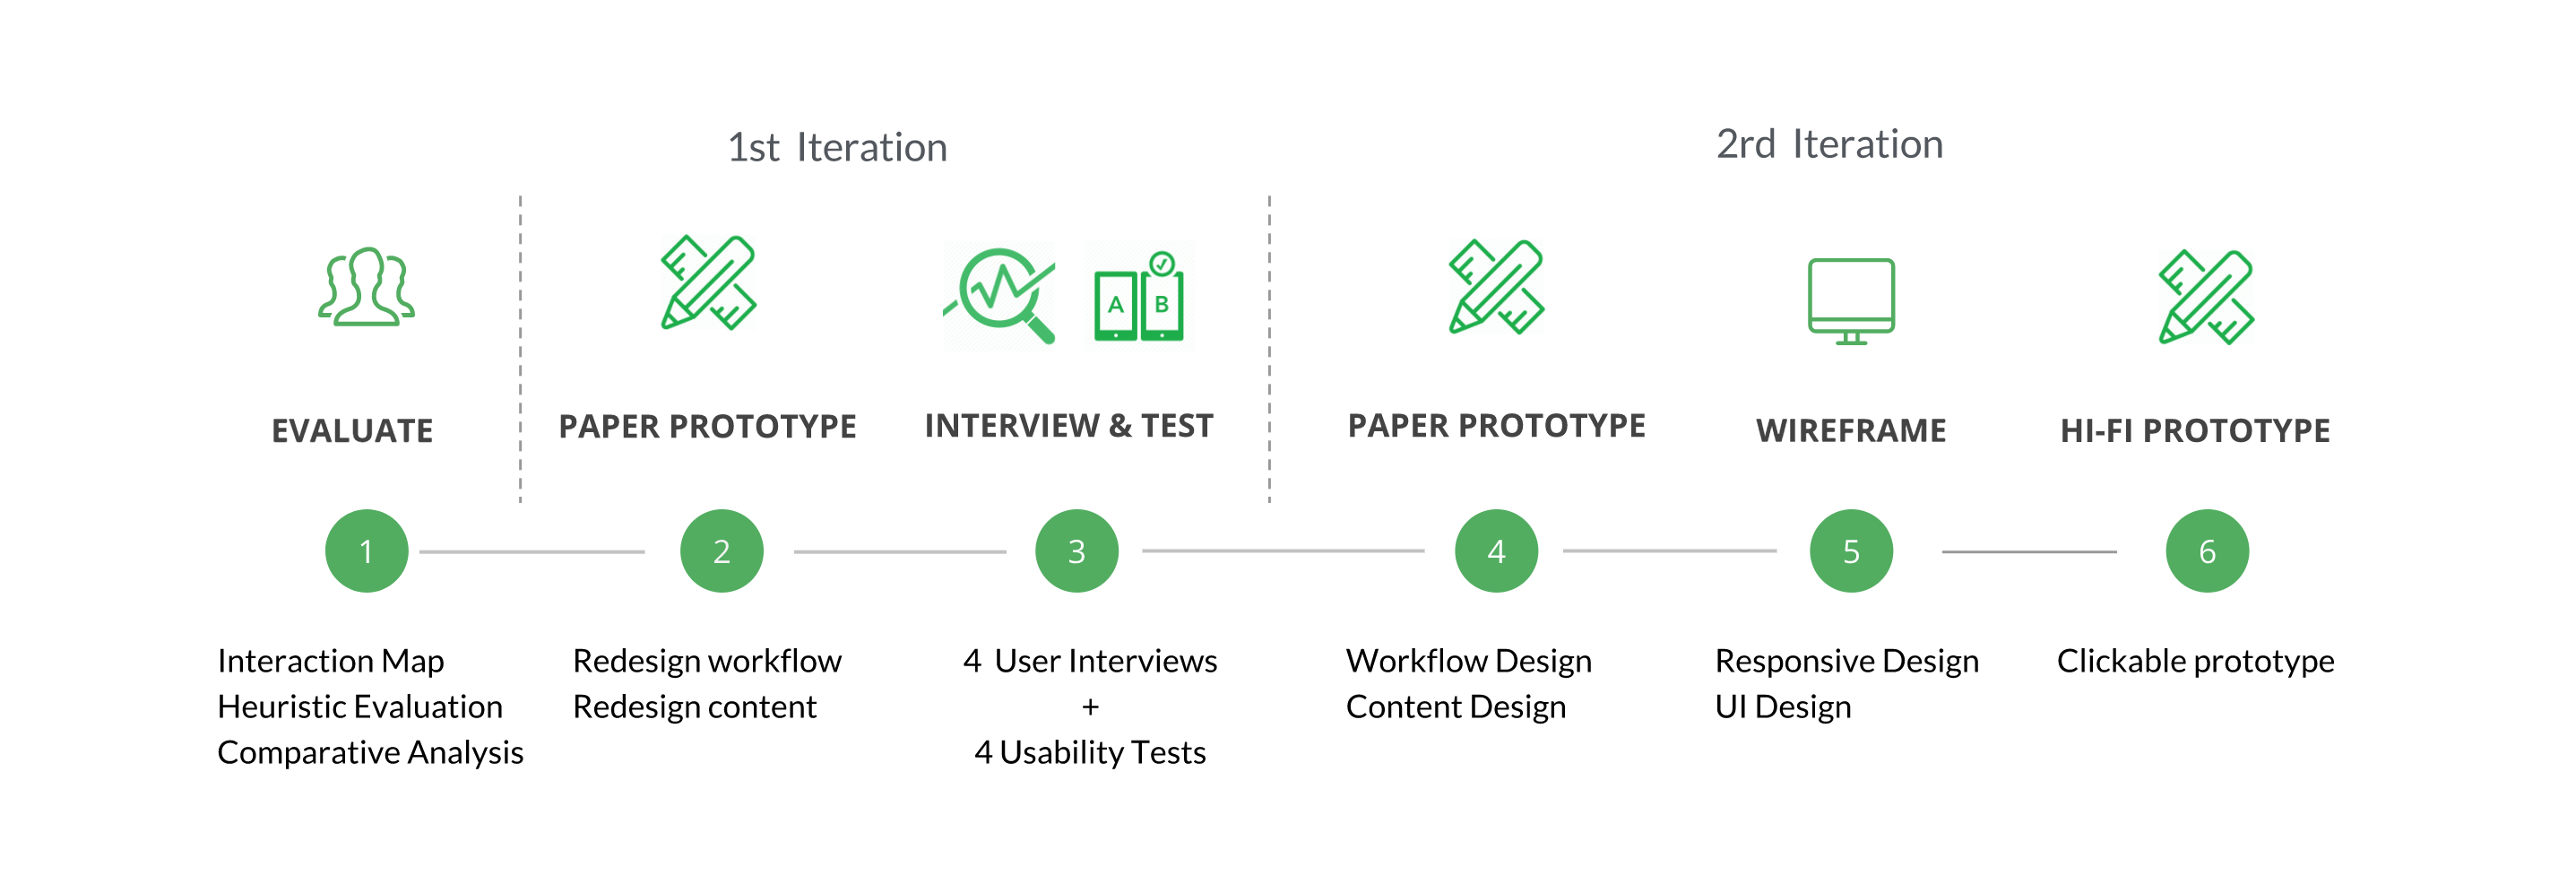 1st Iteration
2rd Iteration
A B
EVALUATE
PAPER PROTOTYPE
INTERVIEW & TEST
PAPER PROTOTYPE
WIREFRAME
HI-FI PROTOTYPE
1
2
3
4
5
6
Interaction Map
Heuristic Evaluation
Comparative Analysis
Redesign workflow
Redesign content
4 User Interviews
+
4 Usability Tests
Workflow Design
Content Design
Responsive Design
UI Design
Clickable prototype